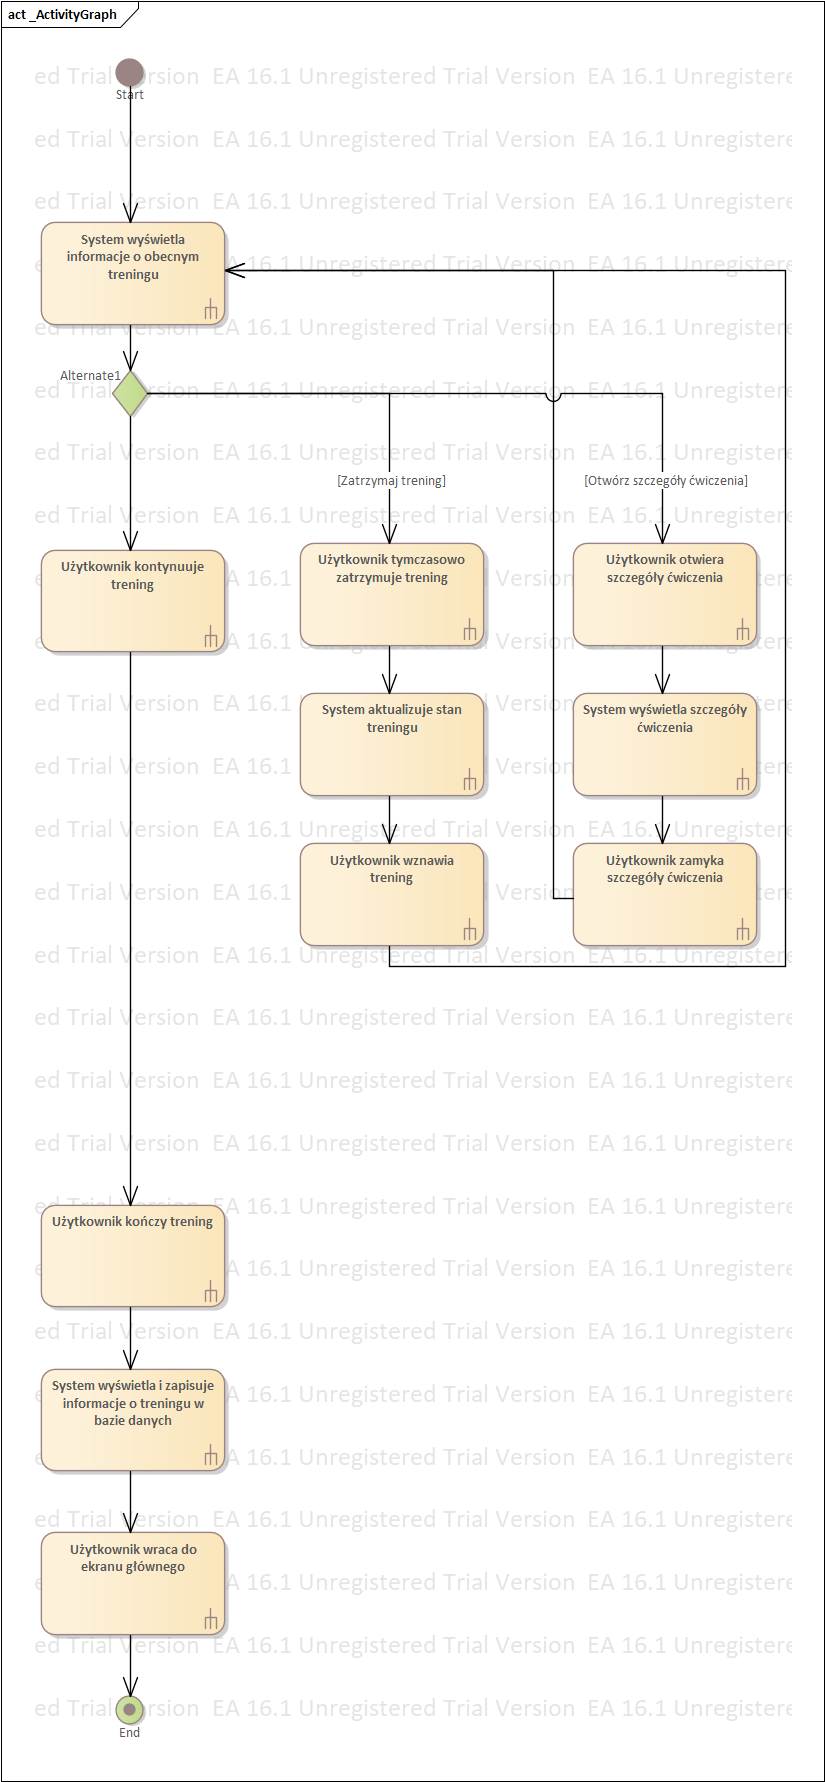 act _ActivityGraph
ed Trial Version EA 16.1 Unregistered Trial Version EA 16.1 Unregistere
Start
System wyświetla
informacje o obecnym
treningu
Alternate1
[Zatrzymaj trening]
[Otwórz szczegóły ćwiczenia]
Użytkownik kontynuuje
trening
Użytkownik tymczasowo
zatrzymuje trening
Użytkownik otwiera
szczegóły ćwiczenia
System aktualizuje stan
treningu
System wyświetla szczegóły
ćwiczenia
Użytkownik wznawia
trening
Użytkownik zamyka
szczegóły ćwiczenia
Użytkownik kończy trening
System wyświetla i zapisuje
informacje o treningu w
bazie danych
Użytkownik wraca do
ekranu głównego
End